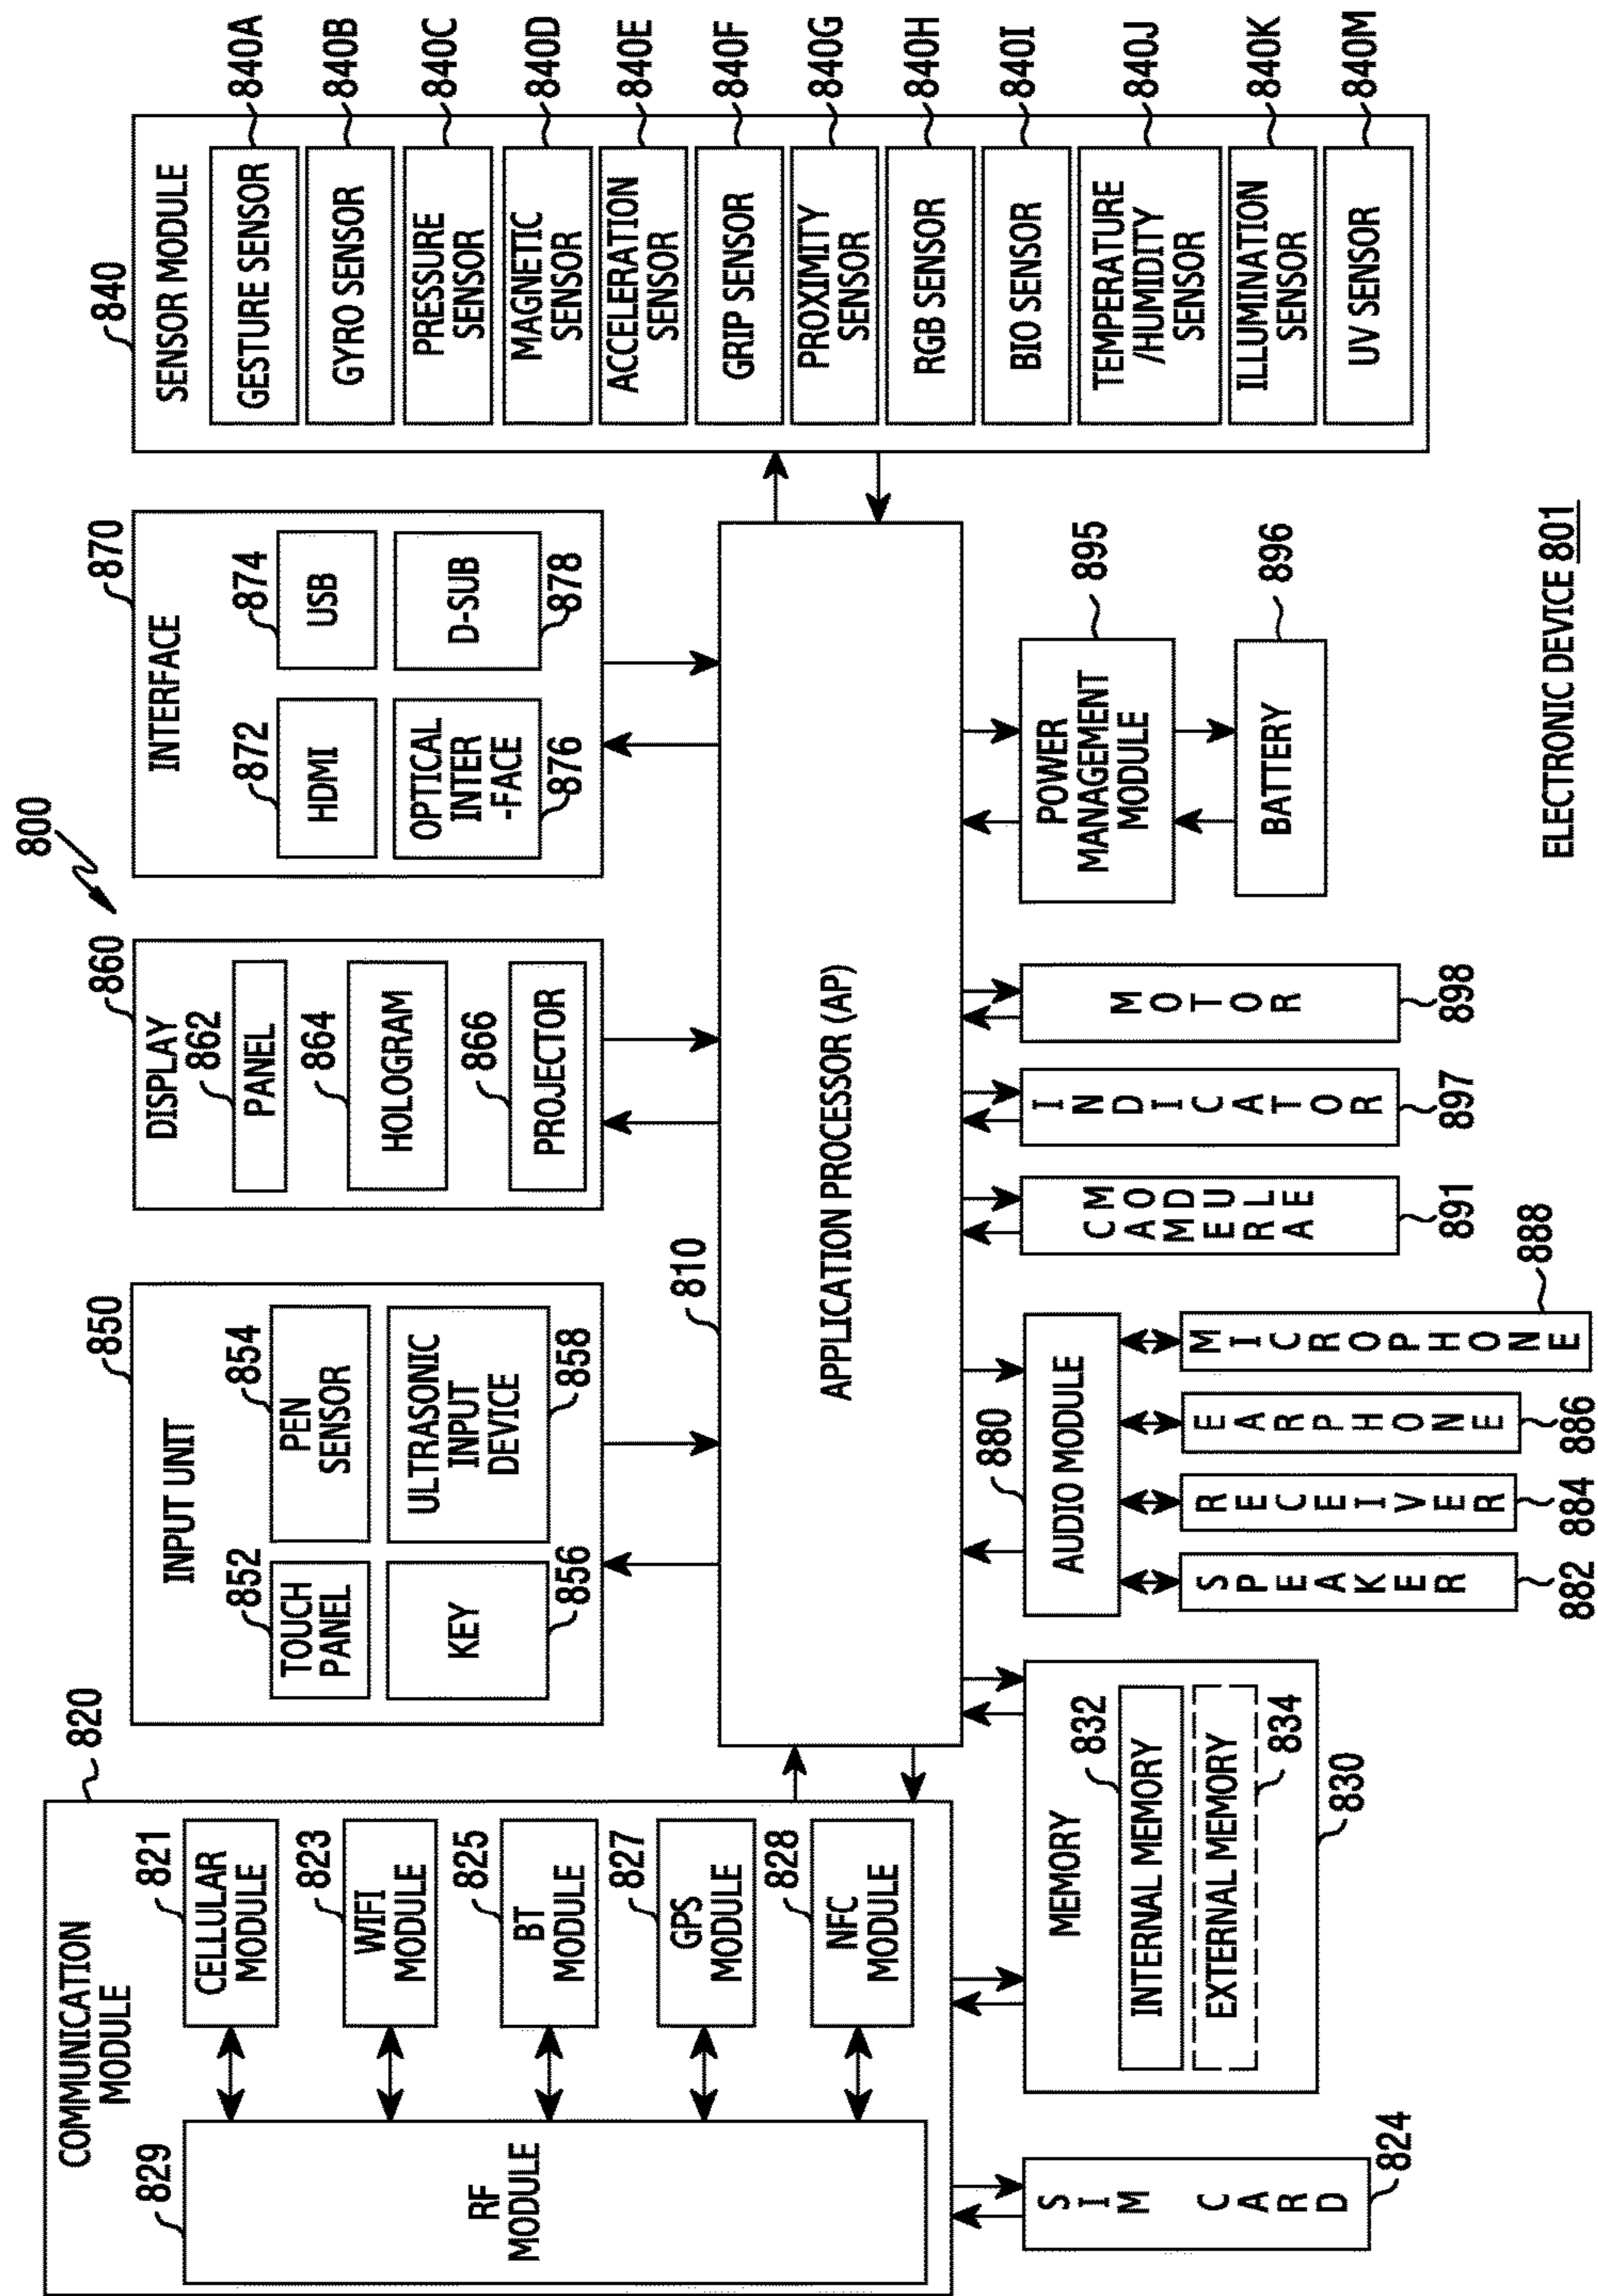 800
COMMUNICATION
MODULE
820
829
RF
MODULE
821
CELLULAR
MODULE
823
WIFI
MODULE
825
BT
MODULE
827
GPS
MODULE
828
NFC
MODULE
850
INPUT UNIT
852
TOUCH
PANEL
854
PEN
SENSOR
KEY
856
ULTRASONIC
INPUT
DEVICE
858
860
DISPLAY
862
PANEL
864
HOLOGRAM
866
PROJECTOR
870
INTERFACE
872
HDMI
874
USB
OPTICAL
INTER
-FACE
876
D-SUB
878
840
SENSOR MODULE
GESTURE SENSOR
840A
GYRO SENSOR
840B
PRESSURE
SENSOR
840C
MAGNETIC
SENSOR
840D
ACCELERATION
SENSOR
840E
GRIP SENSOR
840F
PROXIMITY
SENSOR
840G
RGB SENSOR
840H
BIO SENSOR
840I
TEMPERATURE
/HUMIDITY
SENSOR
840J
ILLUMINATION
SENSOR
840K
UV SENSOR
840M
810
APPLICATION PROCESSOR (AP)
SIM CARD
824
MEMORY
832
INTERNAL MEMORY
EXTERNAL MEMORY
834
830
880
AUDIO MODULE
SPEAKER
882
RECEIVER
884
EARPHONE
886
MICROPHONE
888
CAMERA
MODULE
891
INDICATOR
897
MOTOR
898
POWER
MANAGEMENT
MODULE
895
BATTERY
896
ELECTRONIC DEVICE 801